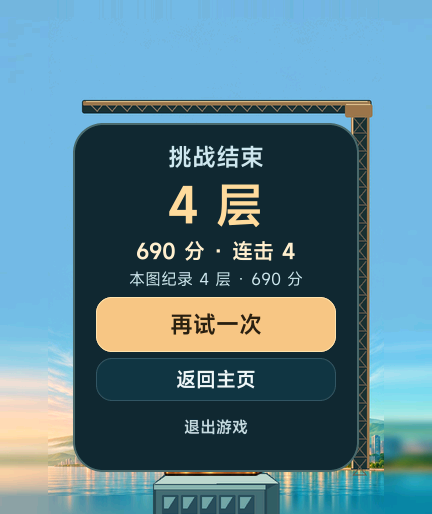 挑战结束
4 层
690 分 · 连击 4
本图纪录 4 层 · 690 分
再试一次
返回主页
退出游戏